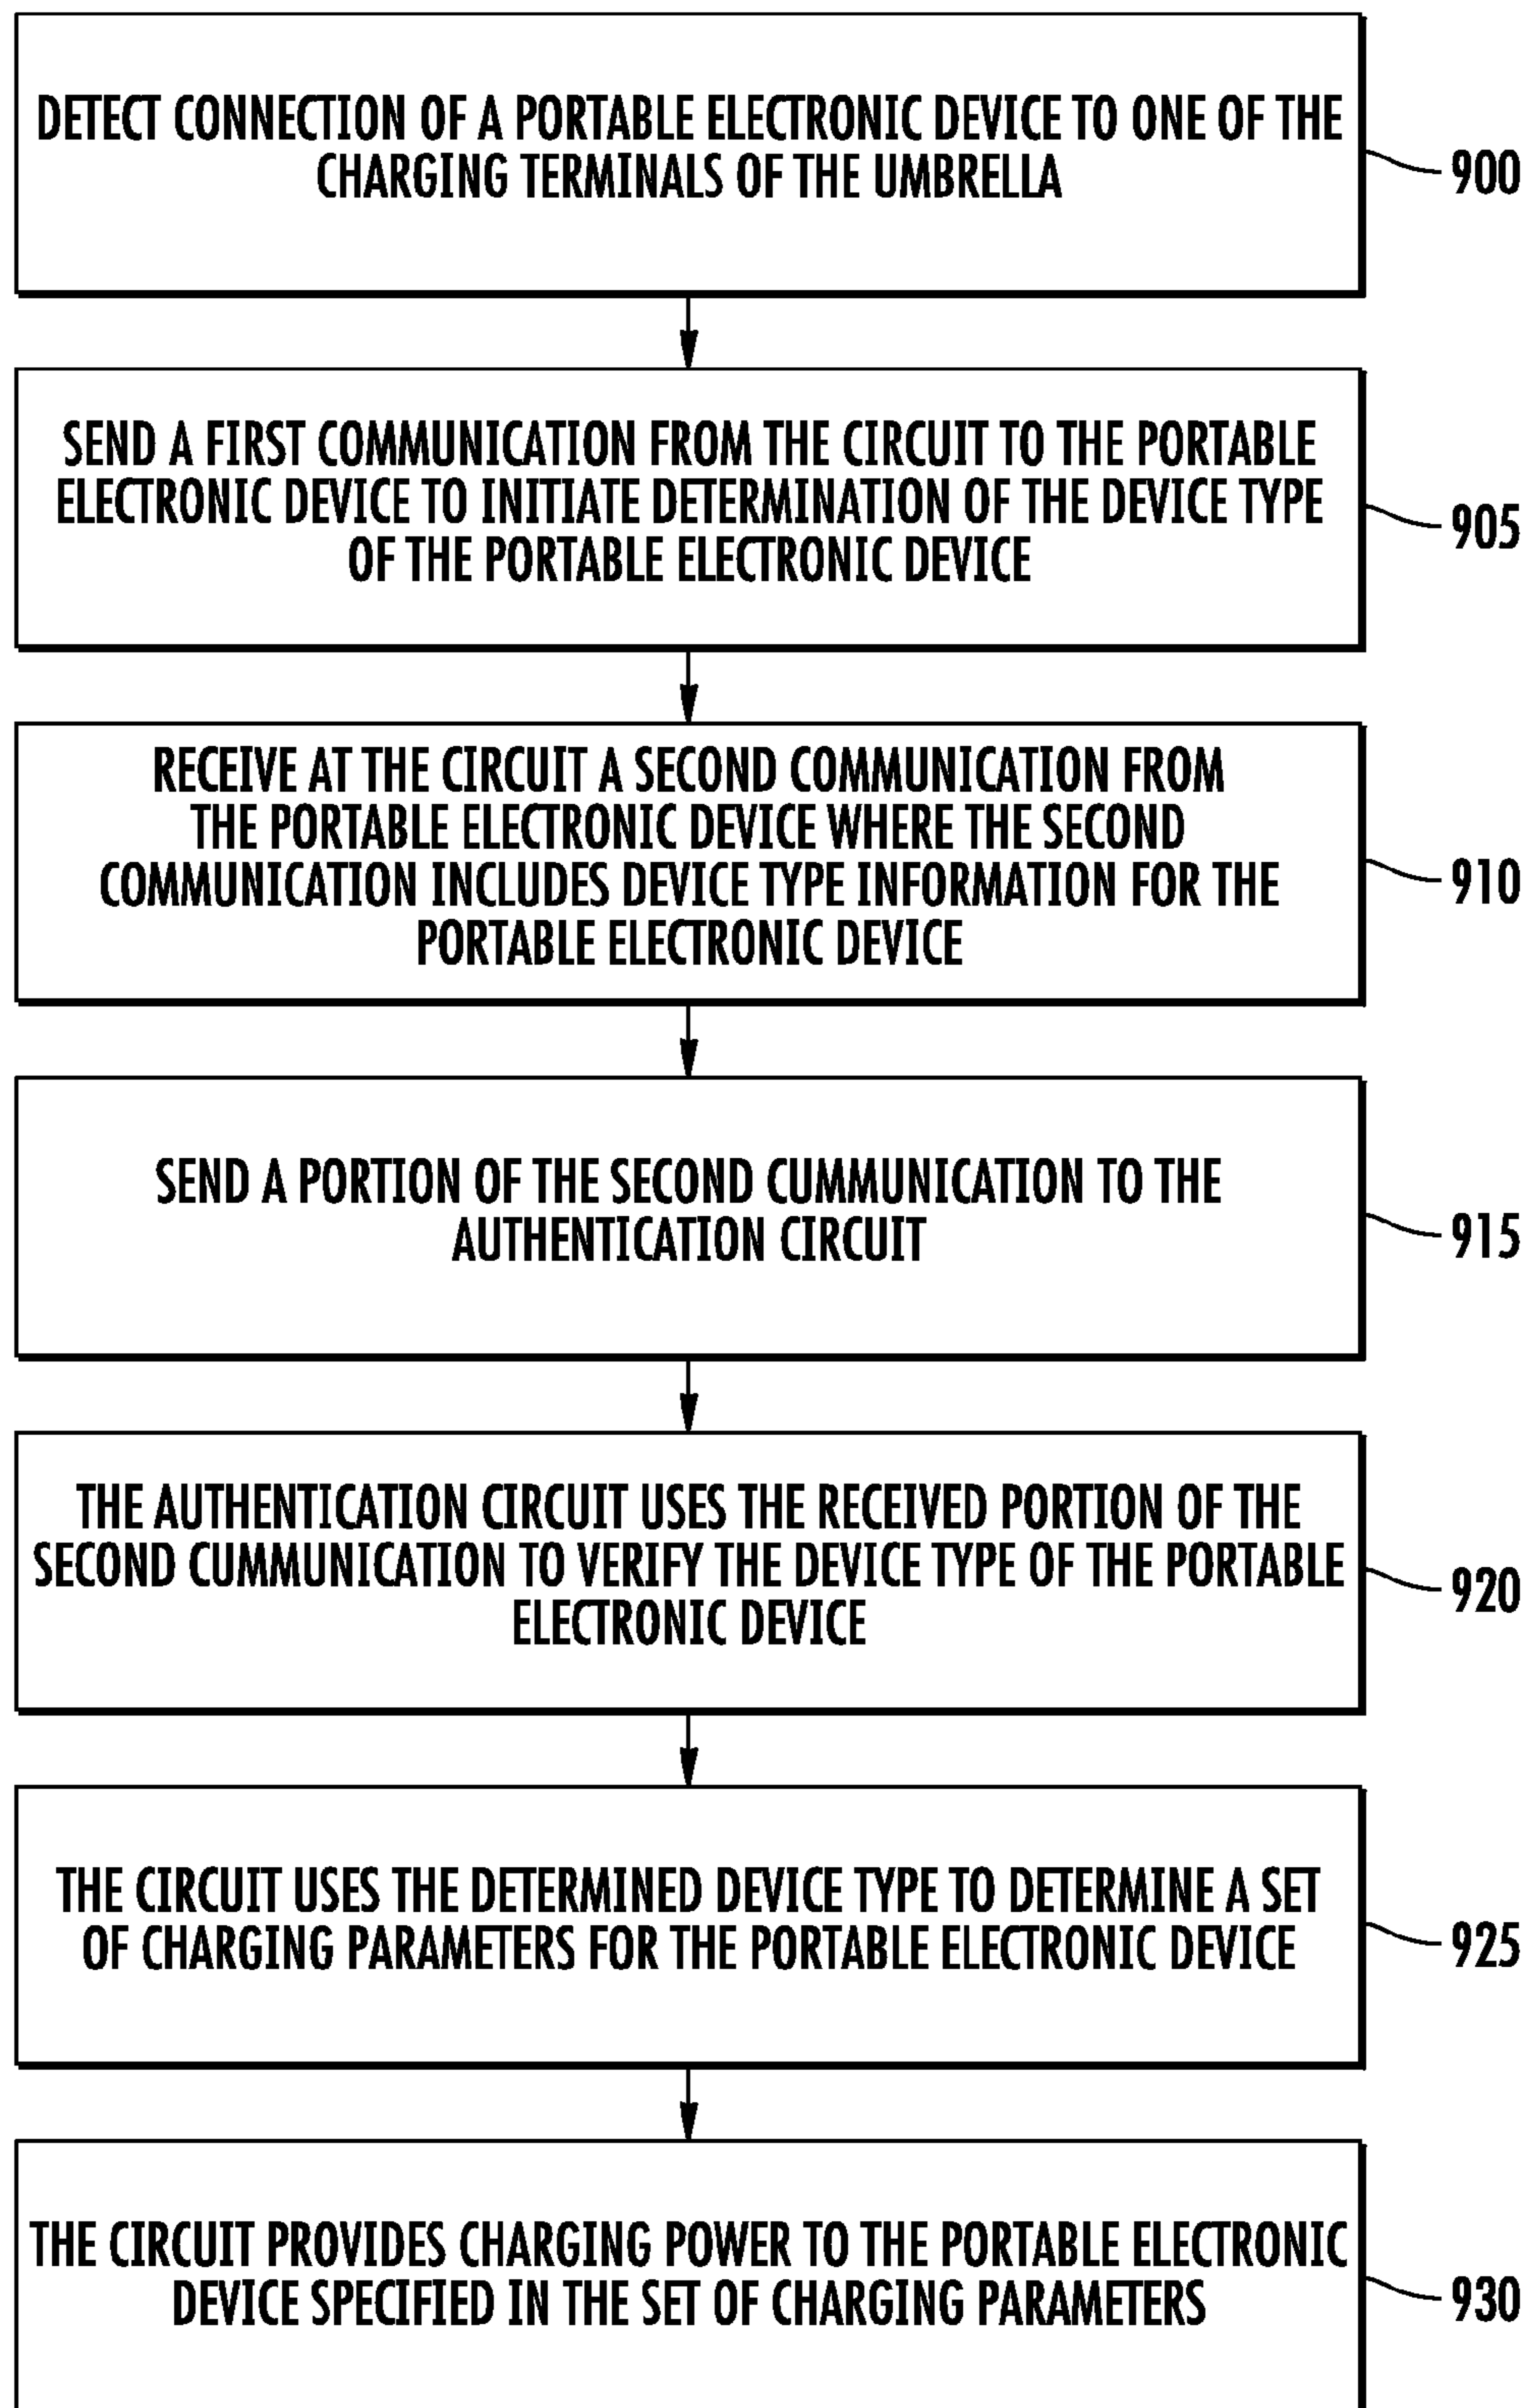 DETECT CONNECTION OF A PORTABLE ELECTRONIC DEVICE TO ONE OF THE
CHARGING TERMINALS OF THE UMBRELLA
900
SEND A FIRST COMMUNICATION FROM THE CIRCUIT TO THE PORTABLE
ELECTRONIC DEVICE TO INITIATE DETERMINATION OF THE DEVICE TYPE
OF THE PORTABLE ELECTRONIC DEVICE
905
RECEIVE AT THE CIRCUIT A SECOND COMMUNICATION FROM
THE PORTABLE ELECTRONIC DEVICE WHERE THE SECOND
COMMUNICATION INCLUDES DEVICE TYPE INFORMATION FOR THE
PORTABLE ELECTRONIC DEVICE
910
SEND A PORTION OF THE SECOND CUMMUNICATION TO THE
AUTHENTICATION CIRCUIT
915
THE AUTHENTICATION CIRCUIT USES THE RECEIVED PORTION OF THE
SECOND CUMMUNICATION TO VERIFY THE DEVICE TYPE OF THE PORTABLE
ELECTRONIC DEVICE
920
THE CIRCUIT USES THE DETERMINED DEVICE TYPE TO DETERMINE A SET
OF CHARGING PARAMETERS FOR THE PORTABLE ELECTRONIC DEVICE
925
THE CIRCUIT PROVIDES CHARGING POWER TO THE PORTABLE ELECTRONIC
DEVICE SPECIFIED IN THE SET OF CHARGING PARAMETERS
930